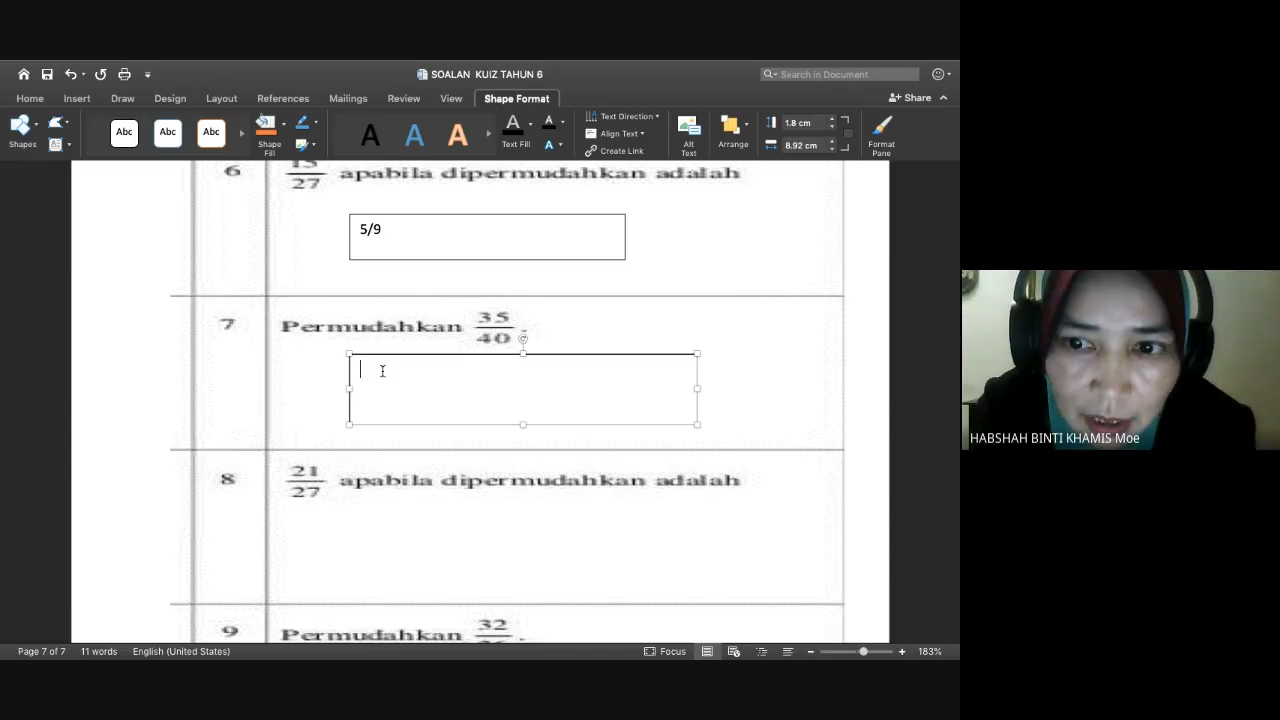 SOALAN KUIZ TAHUN 6
Search in Document
Home Insert Draw Design Layout References Mailings Review View Shape Format Share
Shapes Abc Abc Abc Shape Fill A A A A Text Fill A A Text Direction Align Text Create Link Alt Text Arrange 1.8 cm 8.92 cm Format Pane
6 15/27 apabila dipermudahkan adalah
5/9
7 Permudahkan 35/40 .
8 21/27 apabila dipermudahkan adalah
9 Permudahkan 32 .
HABSHAH BINTI KHAMIS Moe
Page 7 of 7 11 words English (United States) Focus 183%